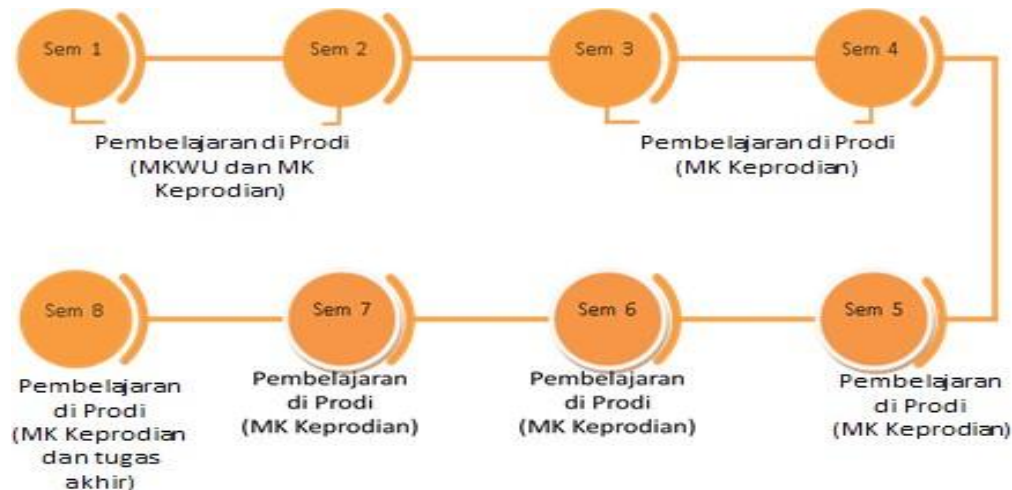 Sem 1
Sem 2
Sem 3
Sem 4
Pembelajaran di Prodi
(MKWU dan MK
Keprodian)
Pembelajaran di Prodi
(MK Keprodian)
Sem 8
Sem 7
Sem 6
Sem 5
Pembelajaran
di Prodi
(MK Keprodian
dan tugas
akhir)
Pembelajaran
di Prodi
(MK Keprodian)
Pembelajaran
di Prodi
(MK Keprodian)
Pembelajaran
di Prodi
(MK Keprodian)